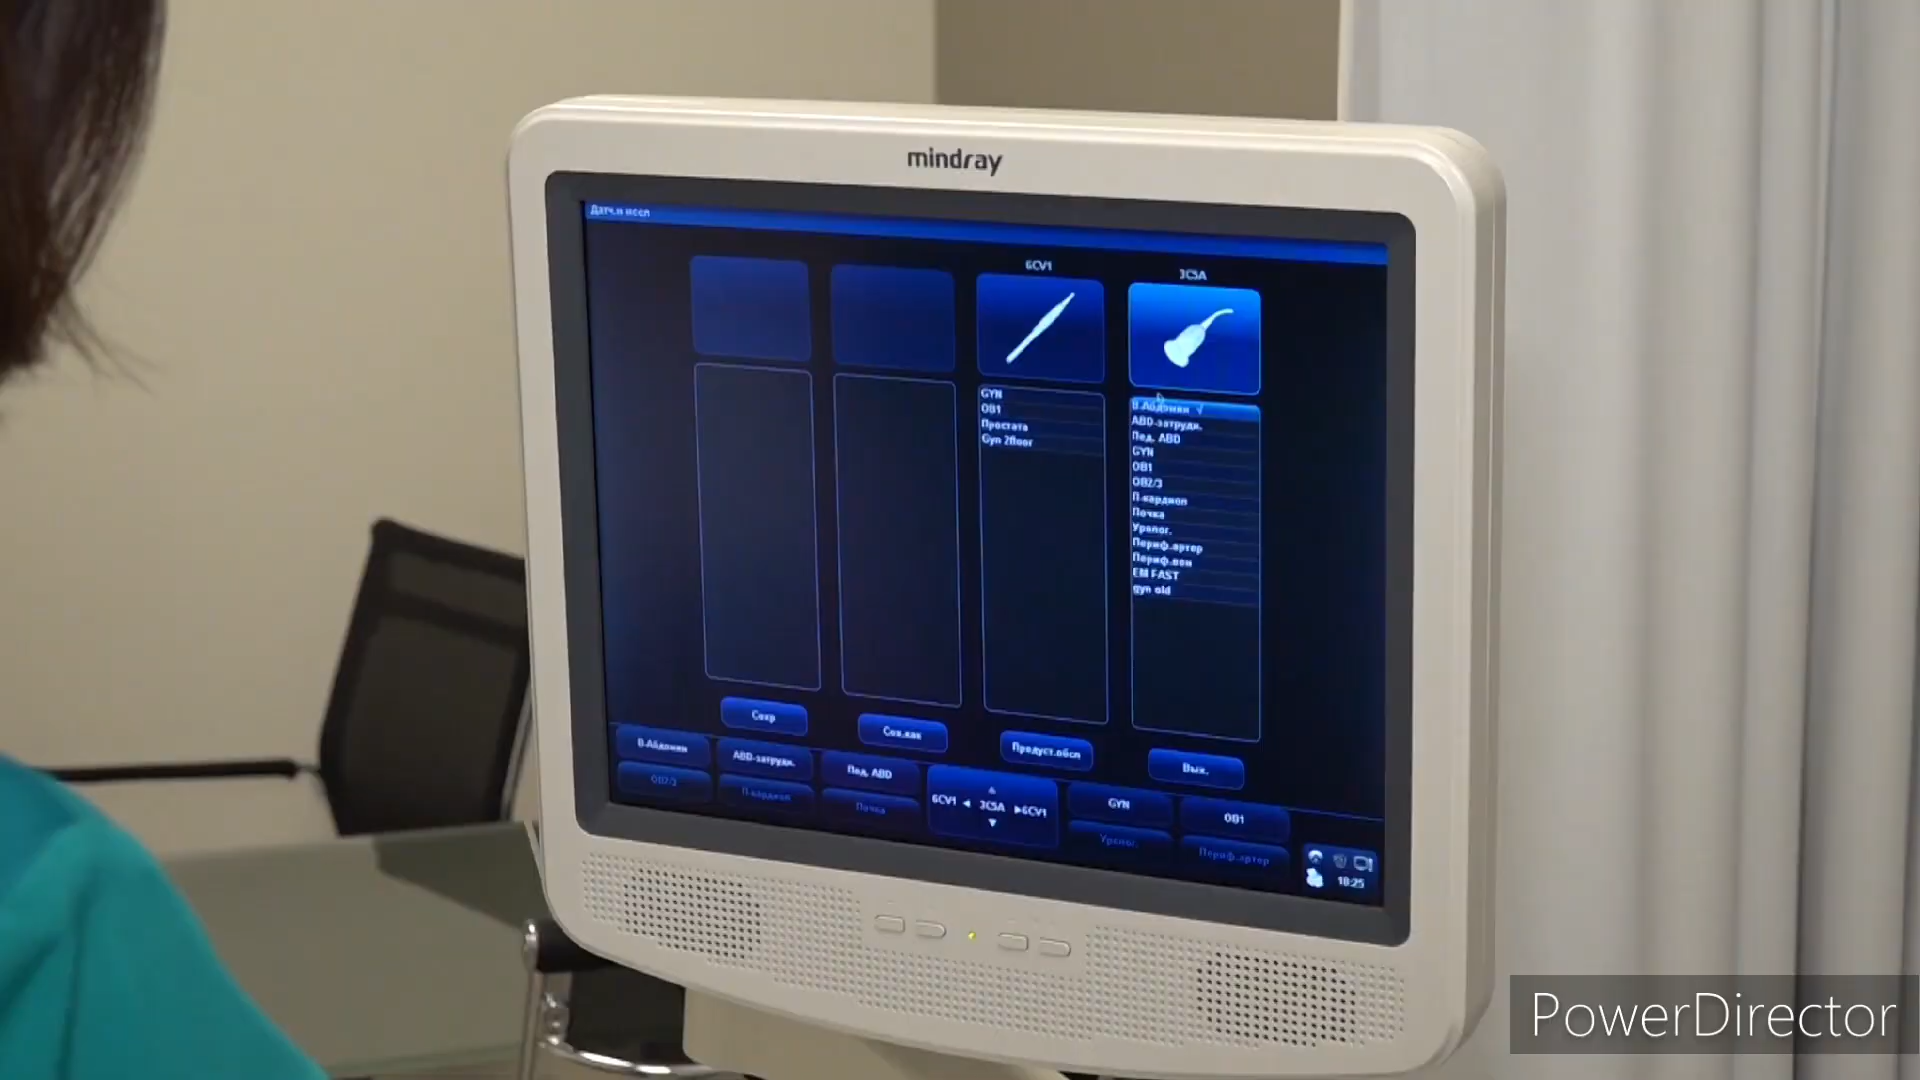 mindray
Датч.и иссл
6CV1
3C5A
GYN
OB1
Простата
Gyn 2floor
В.Абдомин √
ABD-затрудн.
Пед. ABD
GYN
OB1
OB2/3
П-кардиол
Почка
Уролог.
Периф.артер
Периф.вен
EM FAST
gyn old
Сохр
Сох.как
Предуст.обсл
Вых.
В.Абдомин
ABD-затрудн.
Пед. ABD
6CV1 ◄ 3C5A ►6CV1
GYN
OB1
OB2/3
П-кардиол
Почка
Уролог.
Периф.артер
18:25
PowerDirector